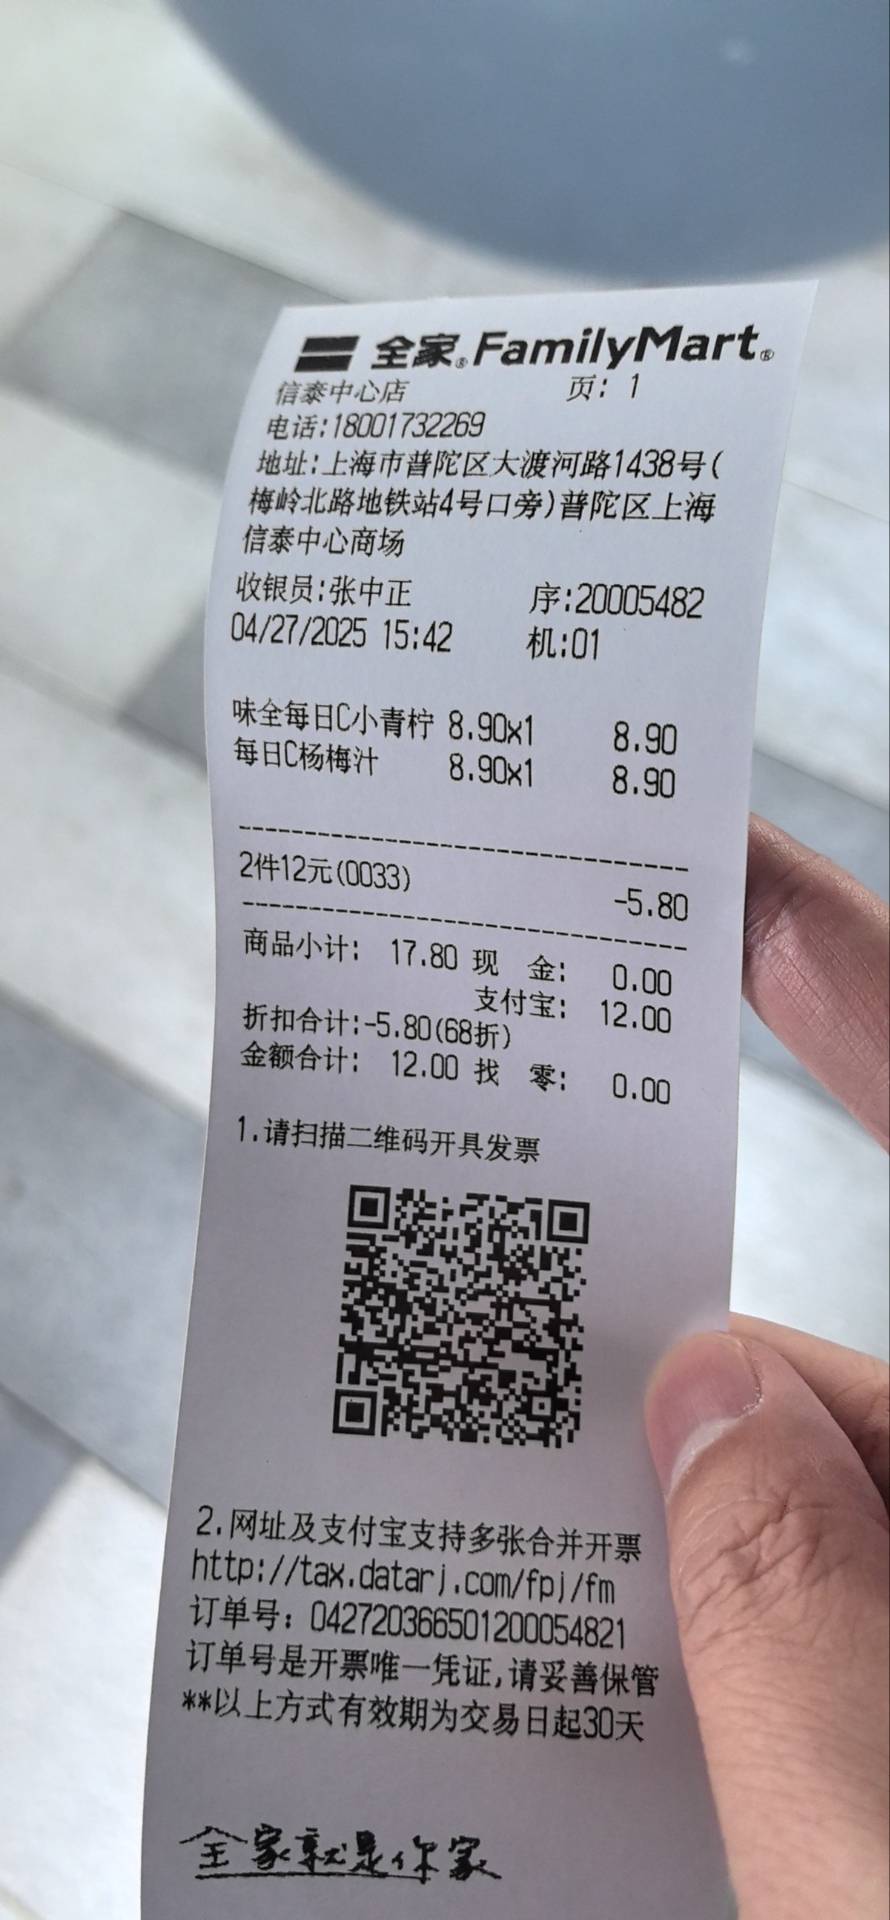 全家® FamilyMart®
信泰中心店 页: 1
电话:18001732269
地址:上海市普陀区大渡河路1438号(
梅岭北路地铁站4号口旁)普陀区上海
信泰中心商场
收银员:张中正 序:20005482
04/27/2025 15:42 机:01
味全每日C小青柠 8.90x1 8.90
每日C杨梅汁 8.90x1 8.90
2件12元(0033) -5.80
商品小计: 17.80 现 金: 0.00
支付宝: 12.00
折扣合计:-5.80(68折)
金额合计: 12.00 找 零: 0.00
1.请扫描二维码开具发票
2.网址及支付宝支持多张合并开票
http://tax.datarj.com/fpj/fm
订单号: 042720366501200054821
订单号是开票唯一凭证,请妥善保管
**以上方式有效期为交易日起30天
全家就是你家